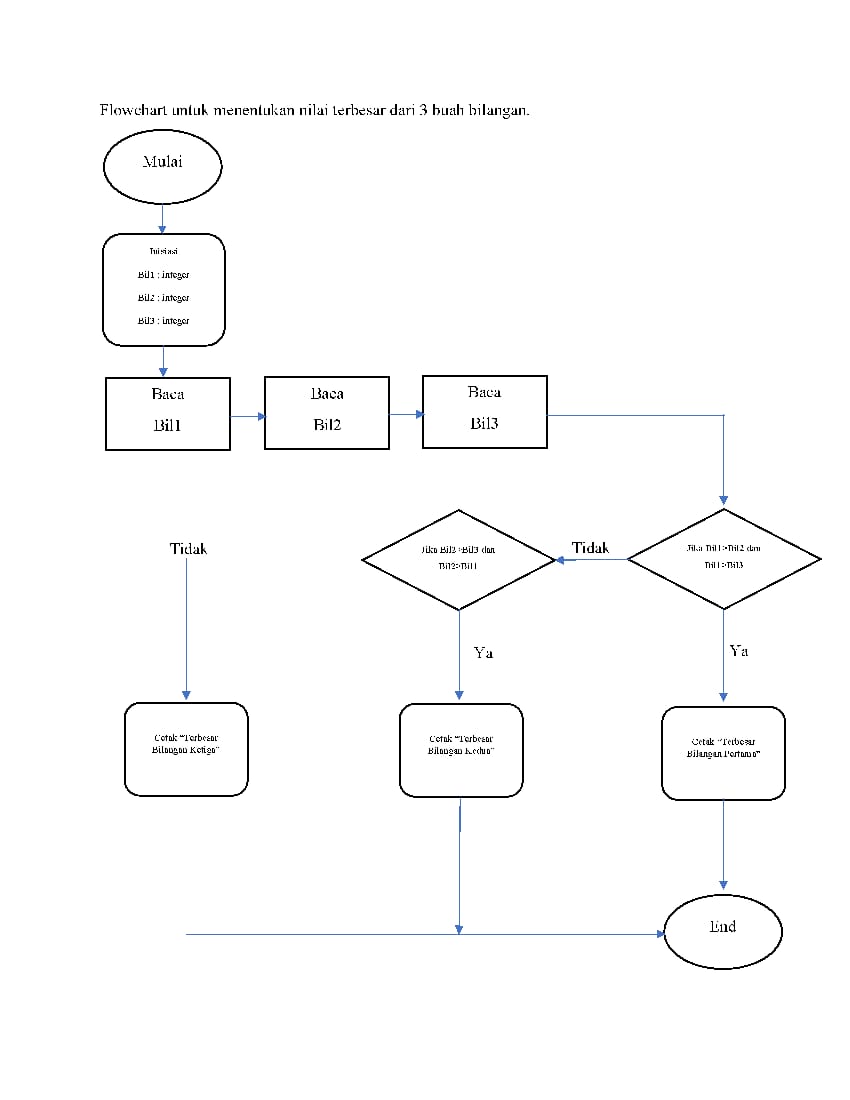 Flowchart untuk menentukan nilai terbesar dari 3 buah bilangan.
Mulai
Inisiasi
Bil1 : integer
Bil2 : integer
Bil3 : integer
Baca
Bil1
Baca
Bil2
Baca
Bil3
Jika Bil1>Bil2 dan
Bil1>Bil3
Tidak
Jika Bil2>Bil3 dan
Bil2>Bil1
Tidak
Ya
Ya
Cetak “Terbesar
Bilangan Ketiga”
Cetak “Terbesar
Bilangan Kedua”
Cetak “Terbesar
Bilangan Pertama”
End